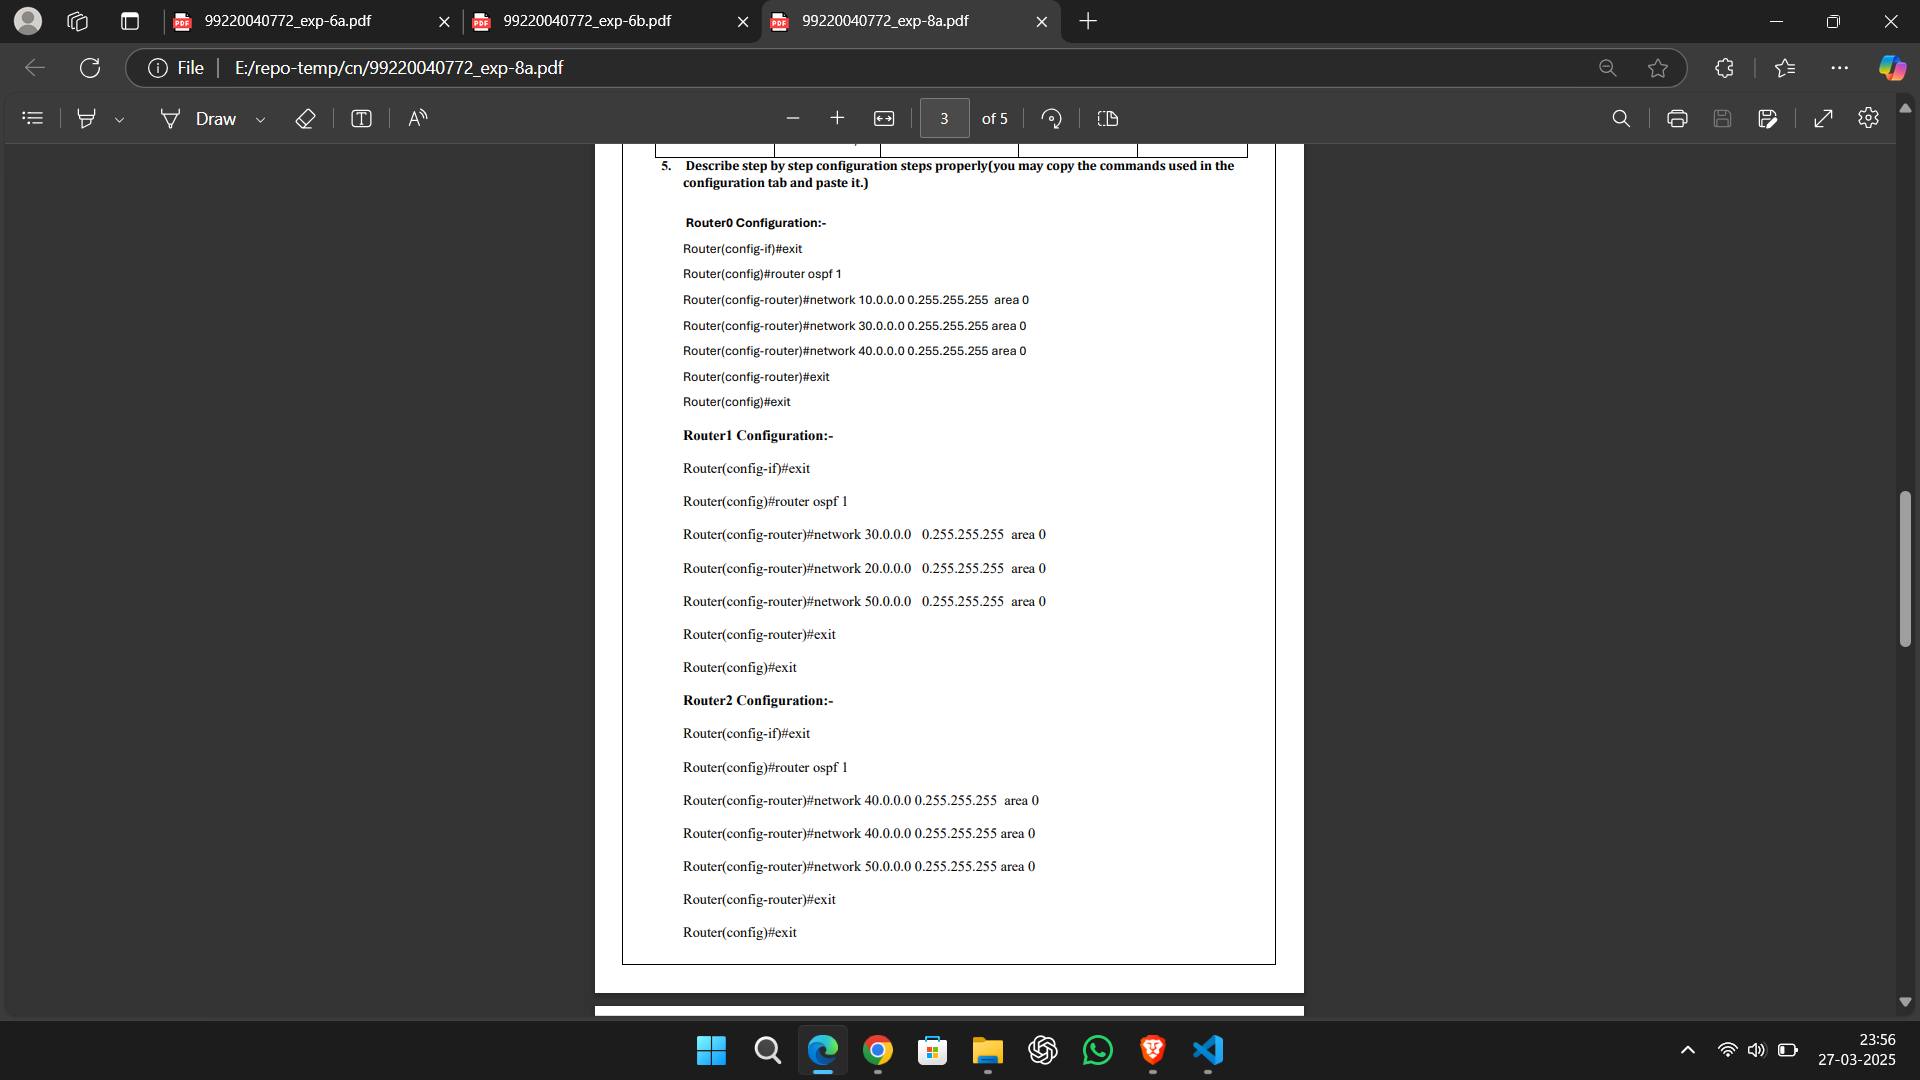 99220040772_exp-6a.pdf
99220040772_exp-6b.pdf
99220040772_exp-8a.pdf
File
E:/repo-temp/cn/99220040772_exp-8a.pdf
Draw
3
of 5
5. Describe step by step configuration steps properly(you may copy the commands used in the
configuration tab and paste it.)
Router0 Configuration:-
Router(config-if)#exit
Router(config)#router ospf 1
Router(config-router)#network 10.0.0.0 0.255.255.255 area 0
Router(config-router)#network 30.0.0.0 0.255.255.255 area 0
Router(config-router)#network 40.0.0.0 0.255.255.255 area 0
Router(config-router)#exit
Router(config)#exit
Router1 Configuration:-
Router(config-if)#exit
Router(config)#router ospf 1
Router(config-router)#network 30.0.0.0 0.255.255.255 area 0
Router(config-router)#network 20.0.0.0 0.255.255.255 area 0
Router(config-router)#network 50.0.0.0 0.255.255.255 area 0
Router(config-router)#exit
Router(config)#exit
Router2 Configuration:-
Router(config-if)#exit
Router(config)#router ospf 1
Router(config-router)#network 40.0.0.0 0.255.255.255 area 0
Router(config-router)#network 40.0.0.0 0.255.255.255 area 0
Router(config-router)#network 50.0.0.0 0.255.255.255 area 0
Router(config-router)#exit
Router(config)#exit
23:56
27-03-2025